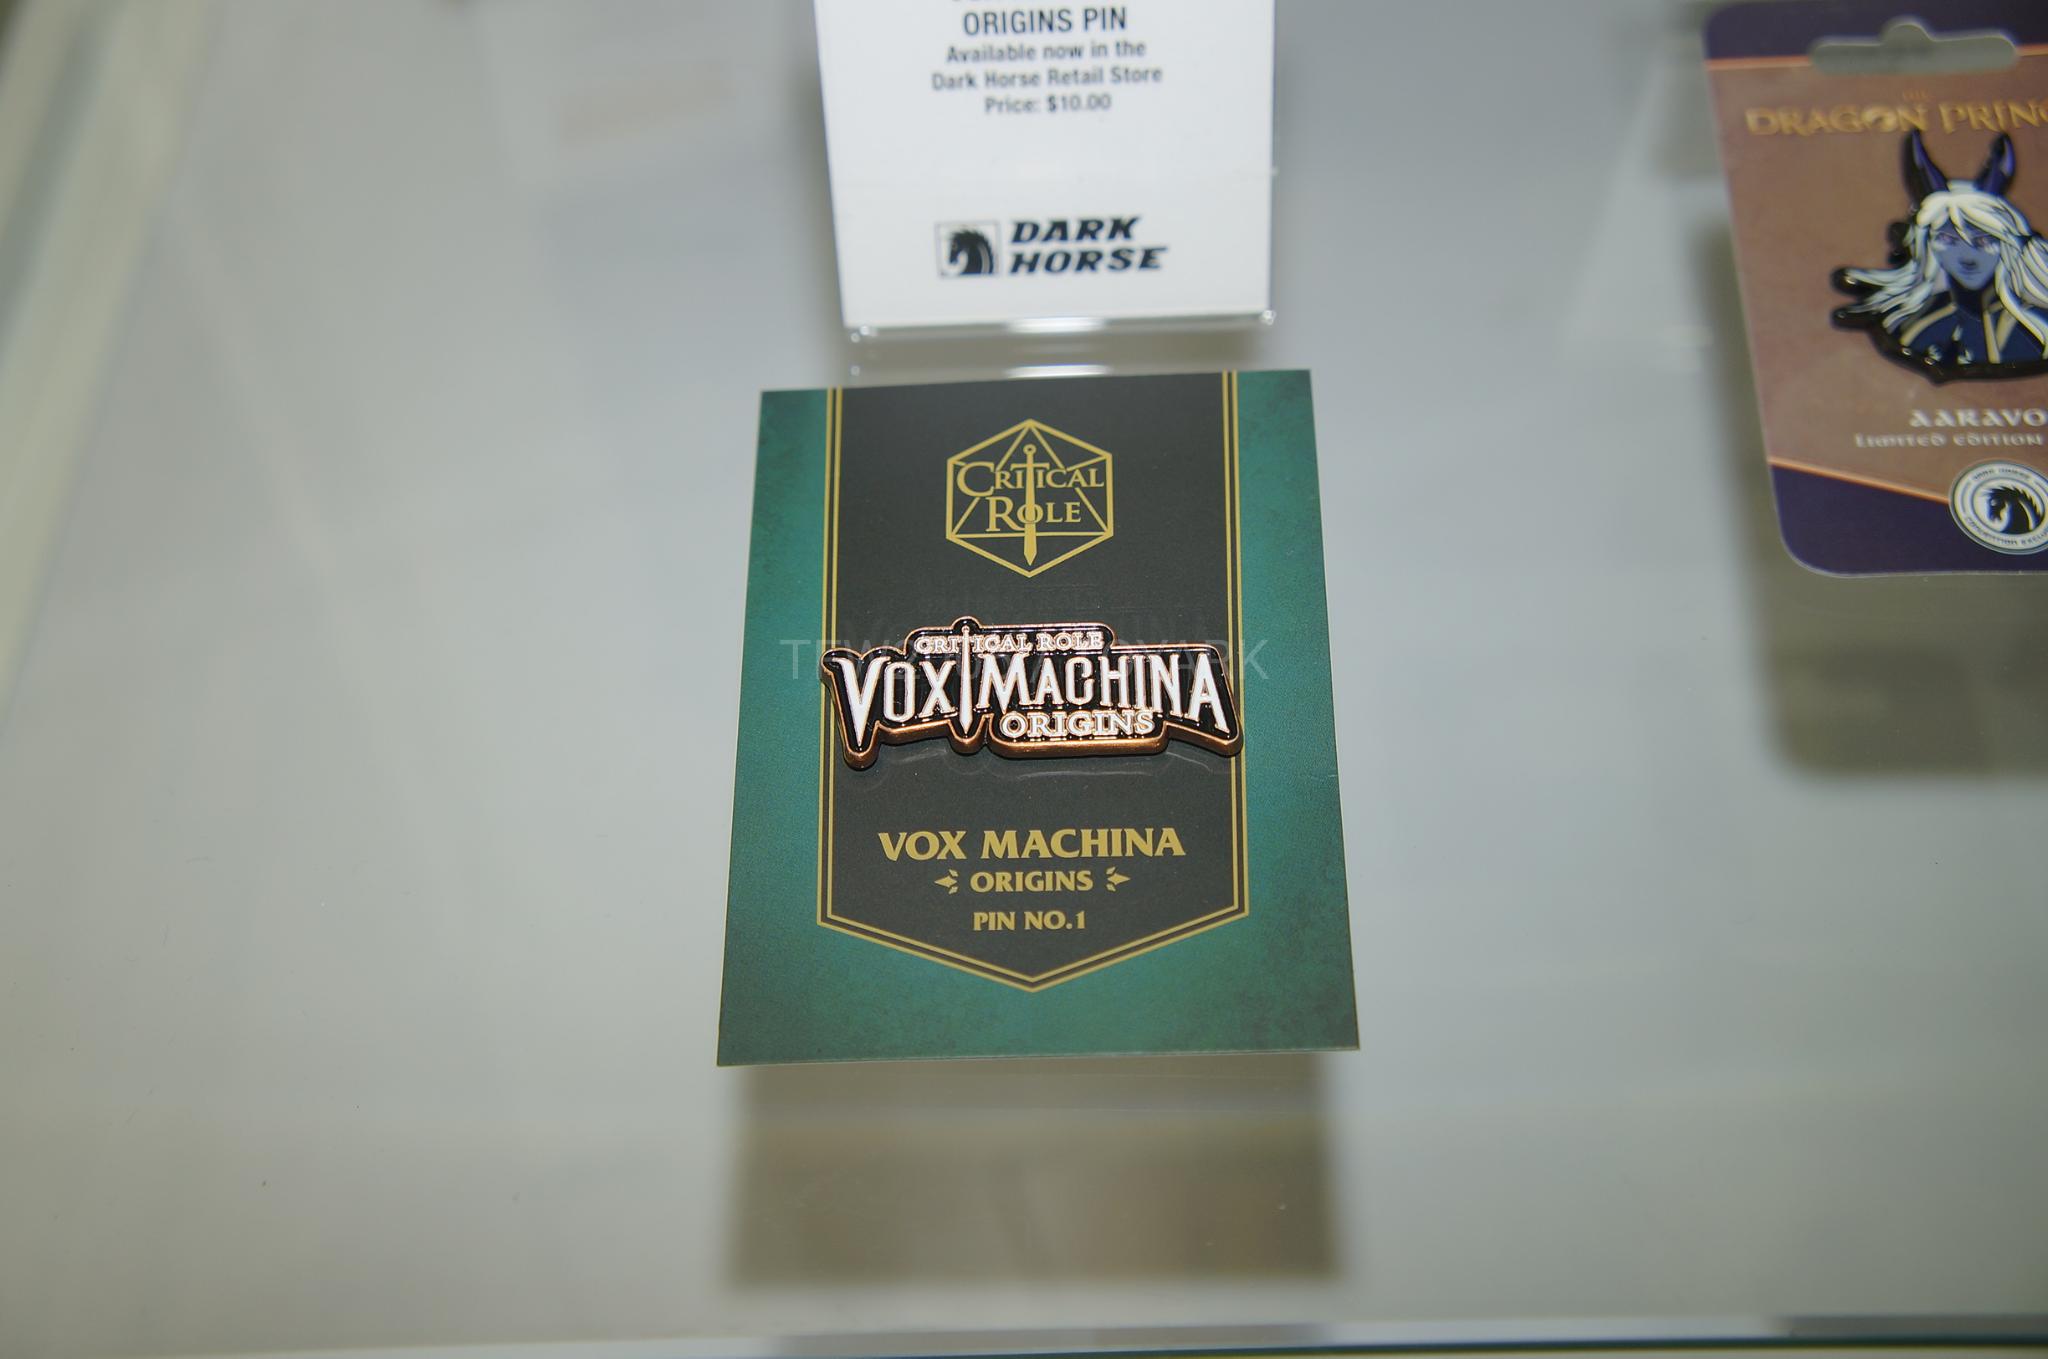 ORIGINS PIN
Available now in the
Dark Horse Retail Store
Price: $10.00
DARK
HORSE
CRITICAL
ROLE
CRITICAL ROLE
VOX MACHINA
ORIGINS
VOX MACHINA
ORIGINS
PIN NO.1
THE
DRAGON PRINC
AARAVO
LIMITED EDITION